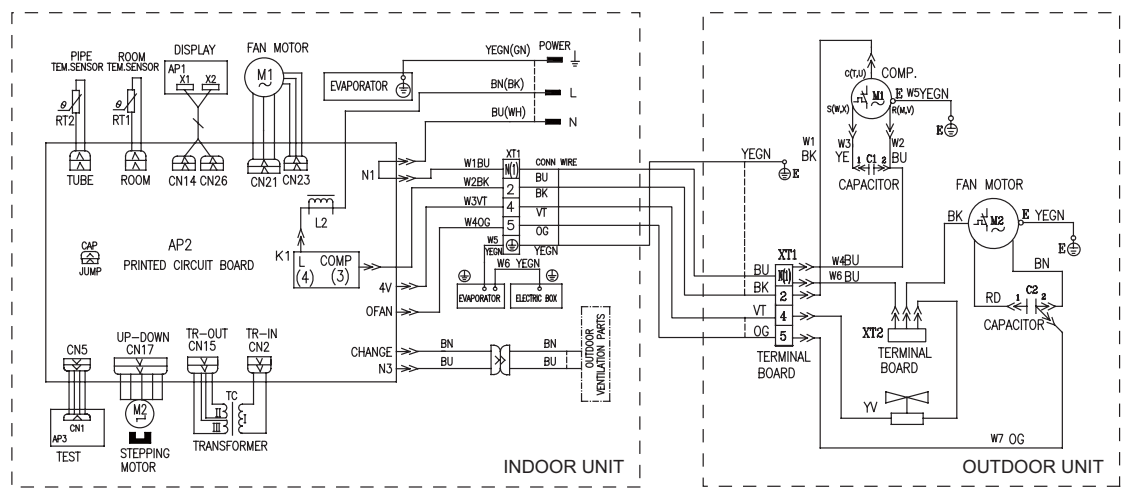 PIPE
TEM.SENSOR
ROOM
TEM.SENSOR
DISPLAY
AP1
X1 X2
FAN MOTOR
M1
θ
RT2
θ
RT1
TUBE
ROOM
CN14 CN26
CN21
CN23
YEGN(GN)
POWER
EVAPORATOR
BN(BK)
L
BU(WH)
N
N1
W1BU
XT1
N(1)
CONN WIRE
BU
W2BK
2
BK
W3VT
4
VT
W4OG
5
OG
W5
YEGN
YEGN
W6 YEGN
EVAPORATOR
ELECTRIC BOX
L2
K1
L
(4)
COMP
(3)
CAP
JUMP
AP2
PRINTED CIRCUIT BOARD
4V
OFAN
CHANGE
BN
BN
N3
BU
BU
OUTDOOR
VENTILATION PARTS
CN5
UP-DOWN
CN17
TR-OUT
CN15
TR-IN
CN2
CN1
AP3
TEST
M2
STEPPING
MOTOR
TC
II
III
I
TRANSFORMER
INDOOR UNIT
C(T,U)
COMP.
M1
S(W,X)
R(M,V)
E W5YEGN
E
W1
BK
W3
YE
W2
BU
1 C1 2
CAPACITOR
YEGN
E
FAN MOTOR
BK
M2
E YEGN
E
BN
RD
1 C2 2
CAPACITOR
XT1
BU
N(1)
W4BU
W6BU
BK
2
VT
4
OG
5
TERMINAL
BOARD
XT2
TERMINAL
BOARD
YV
W7 OG
OUTDOOR UNIT